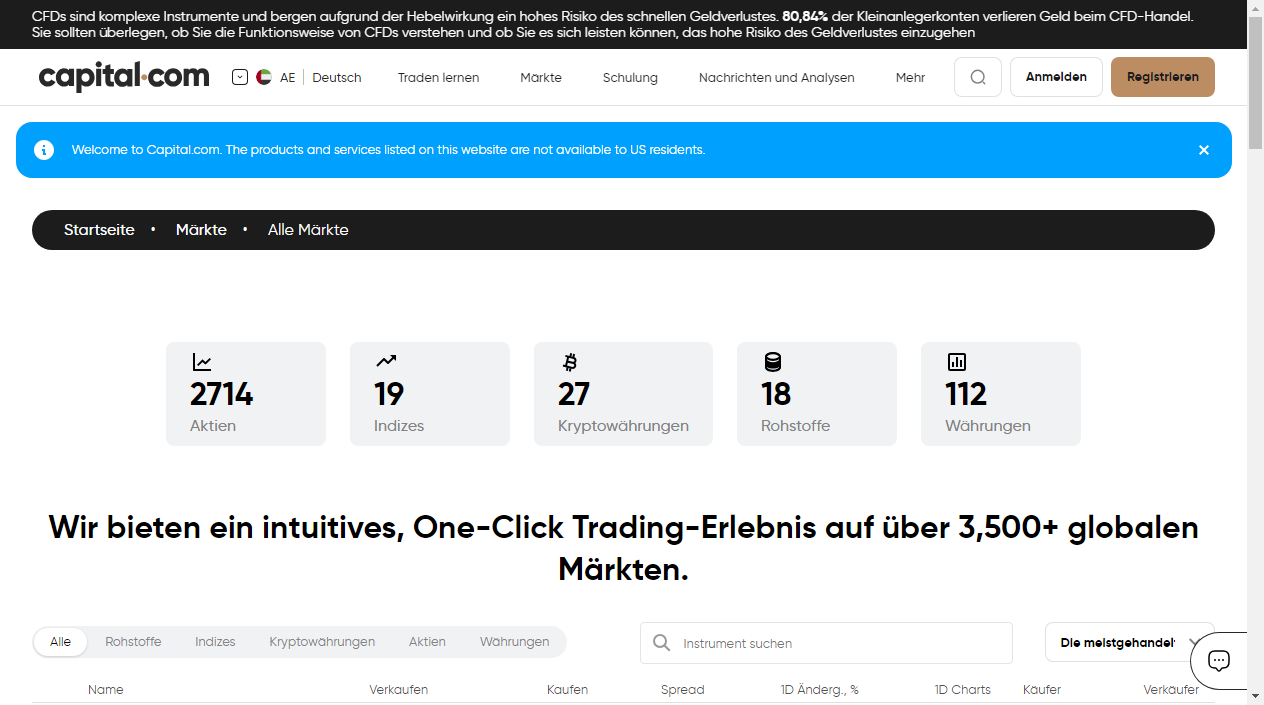 CFDs sind komplexe Instrumente und bergen aufgrund der Hebelwirkung ein hohes Risiko des schnellen Geldverlustes. 80,84% der Kleinanlegerkonten verlieren Geld beim CFD-Handel.
Sie sollten überlegen, ob Sie die Funktionsweise von CFDs verstehen und ob Sie es sich leisten können, das hohe Risiko des Geldverlustes einzugehen
capital.com AE Deutsch Traden lernen Märkte Schulung Nachrichten und Analysen Mehr Anmelden Registrieren
Welcome to Capital.com. The products and services listed on this website are not available to US residents.
Startseite • Märkte • Alle Märkte
2714 19 27 18 112
Aktien Indizes Kryptowährungen Rohstoffe Währungen
Wir bieten ein intuitives, One-Click Trading-Erlebnis auf über 3,500+ globalen
Märkten.
Alle Rohstoffe Indizes Kryptowährungen Aktien Währungen Instrument suchen Die meistgehandelt
Name Verkaufen Kaufen Spread 1D Änderg., % 1D Charts Käufer Verkäufer